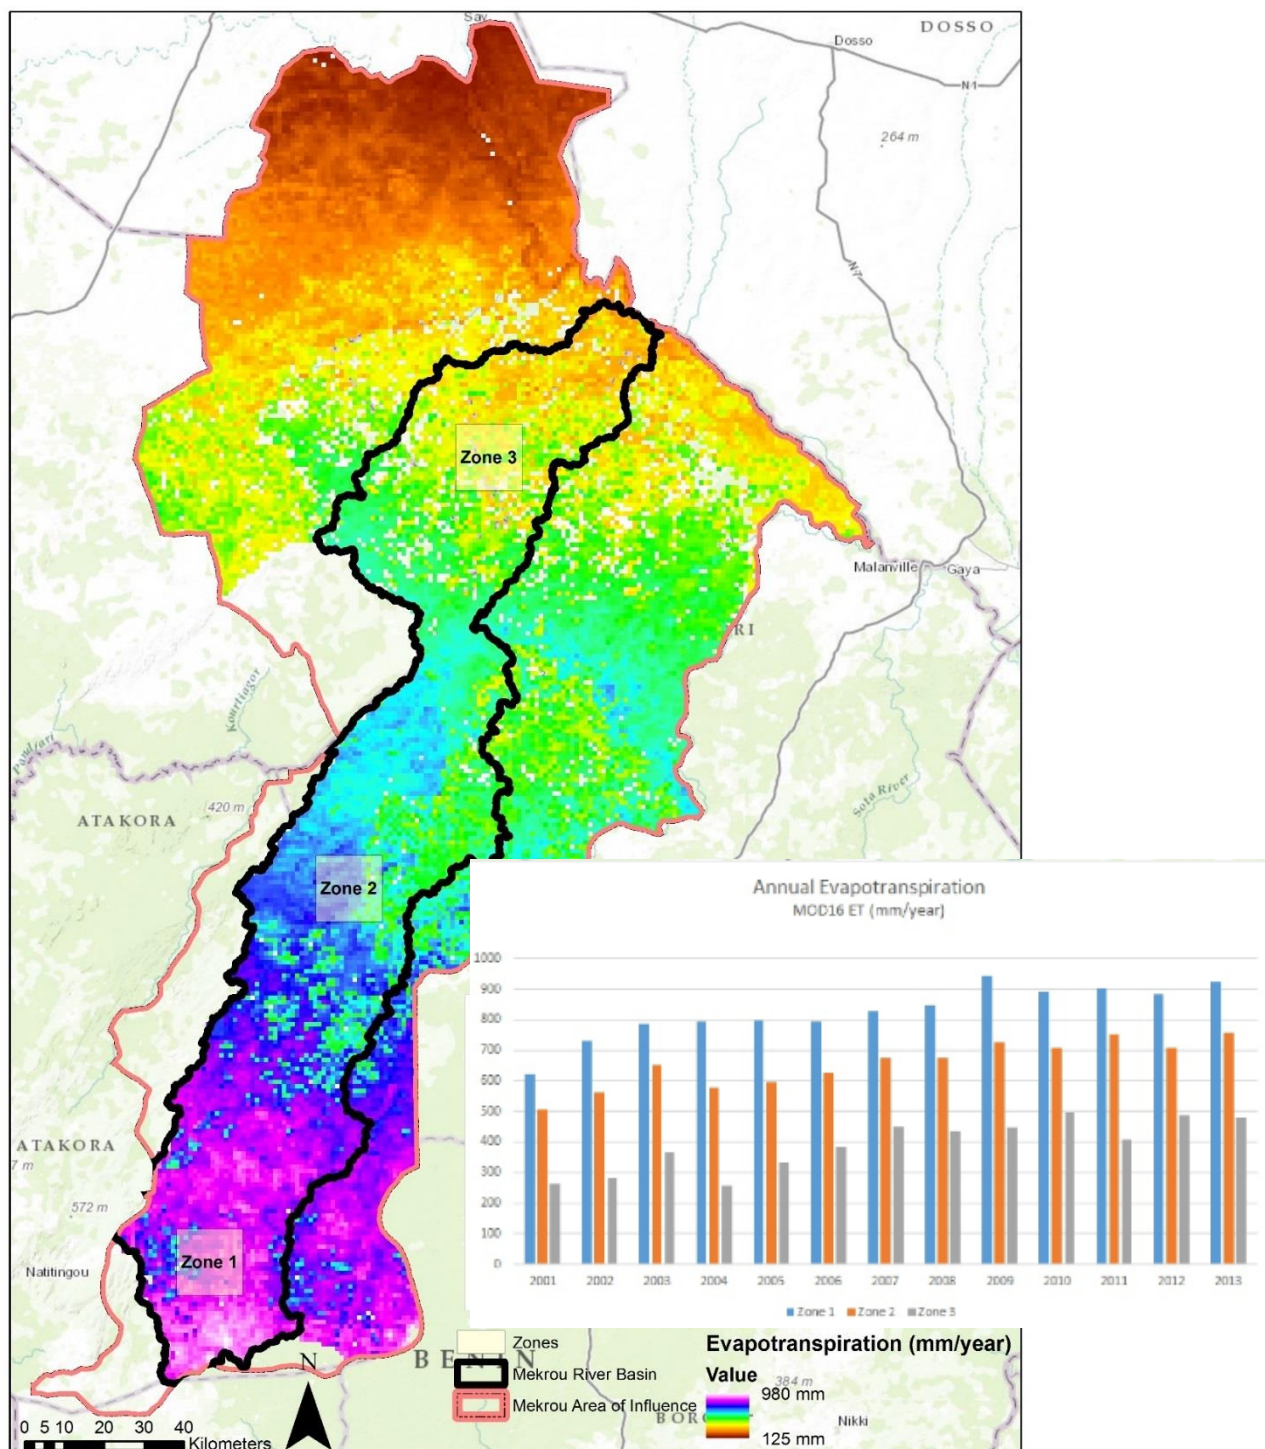 Say
DOSSO
Dosso
N1
264 m
N7
Zone 3
Malanville
Gaya
RI
Kourtiagor
Pandjari
Sota River
420 m
ATAKORA
Zone 2
Annual Evapotranspiration
MOD16 ET (mm/year)
1000
900
800
700
600
500
400
300
200
100
0
2001 2002 2003 2004 2005 2006 2007 2008 2009 2010 2011 2012 2013
Zone 1 Zone 2 Zone 3
ATAKORA
7 m
572 m
Zone 1
Natitingou
N
BENIN
Zones
Mekrou River Basin
Mekrou Area of Influence
Evapotranspiration (mm/year)
Value
980 mm
125 mm
384 m
Nikki
0 5 10 20 30 40
Kilometers